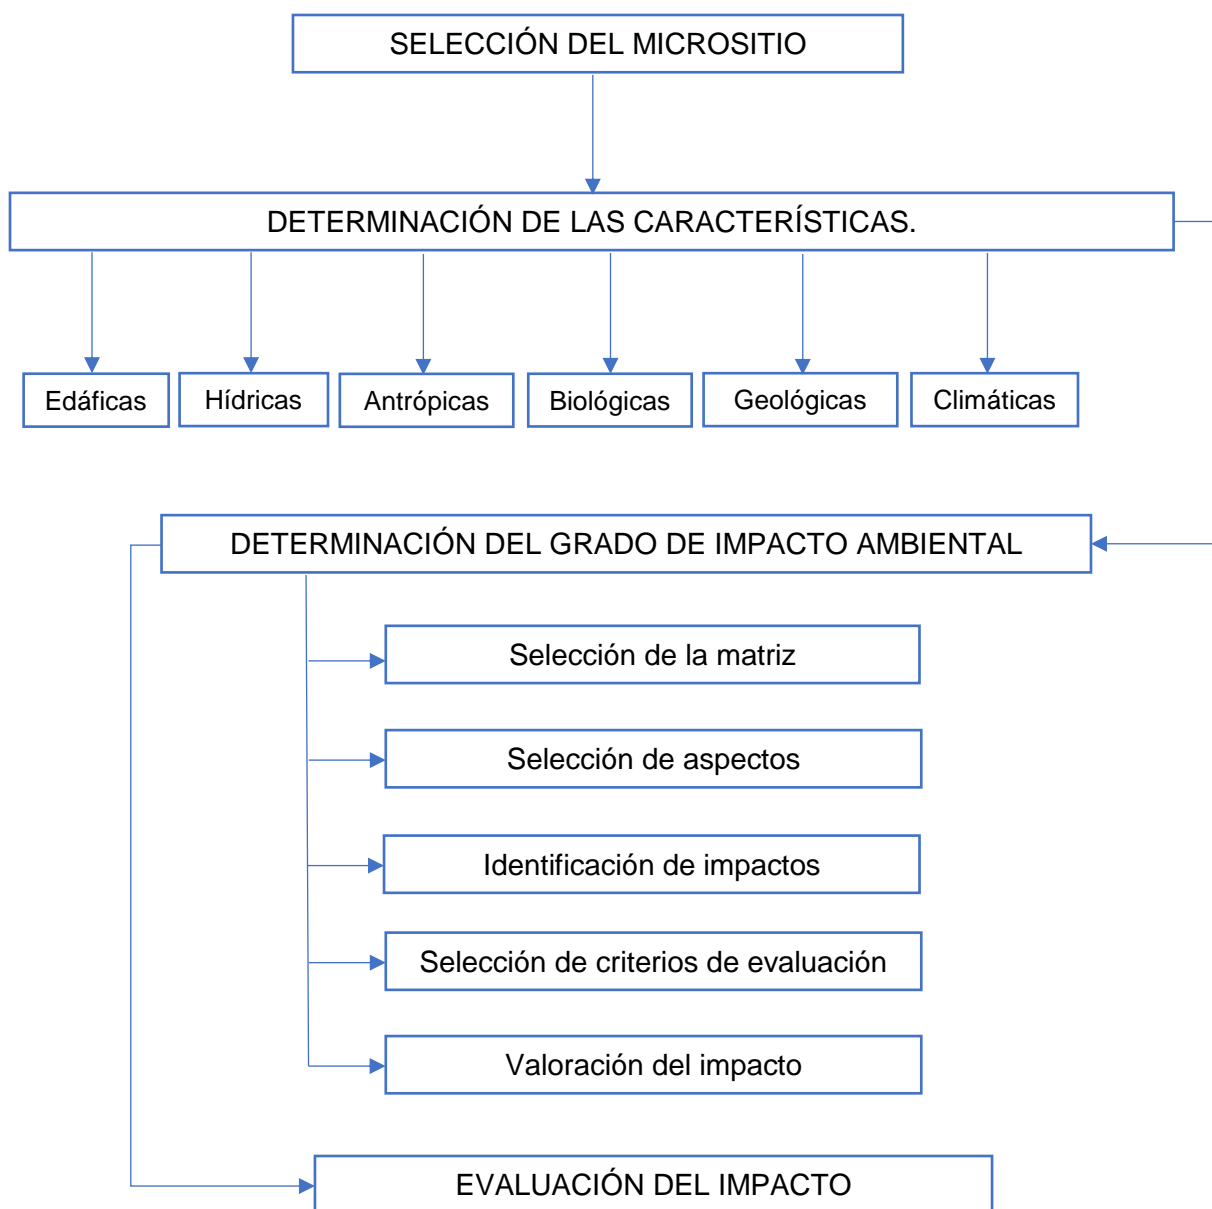 SELECCIÓN DEL MICROSITIO
DETERMINACIÓN DE LAS CARACTERÍSTICAS.
Edáficas
Hídricas
Antrópicas
Biológicas
Geológicas
Climáticas
DETERMINACIÓN DEL GRADO DE IMPACTO AMBIENTAL
Selección de la matriz
Selección de aspectos
Identificación de impactos
Selección de criterios de evaluación
Valoración del impacto
EVALUACIÓN DEL IMPACTO